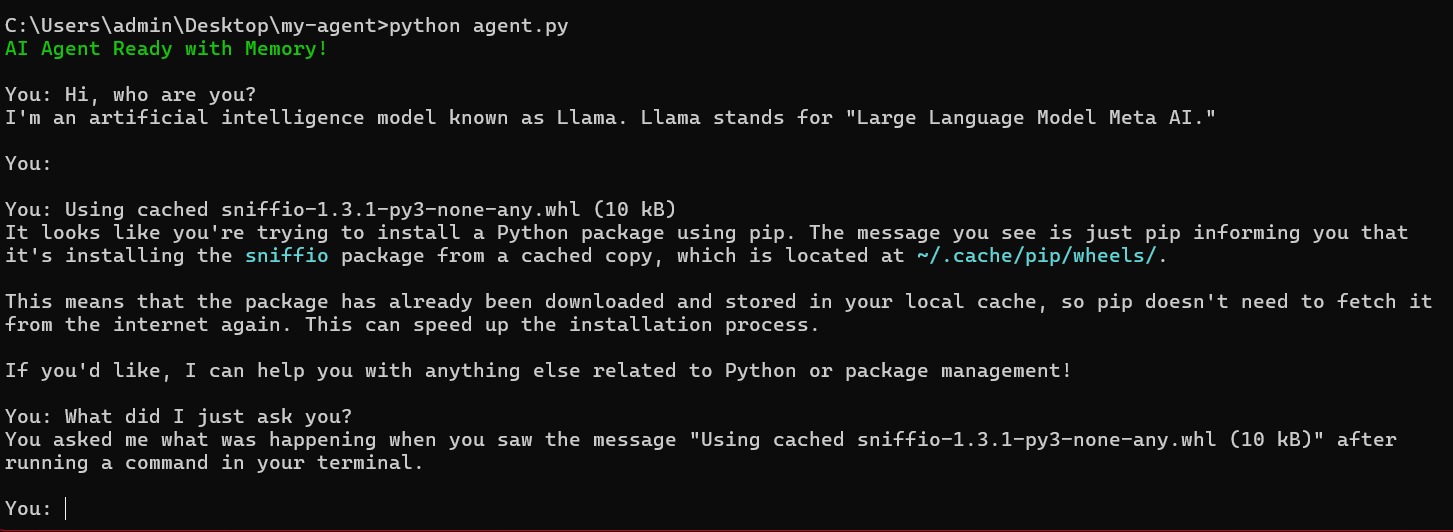 C:\Users\admin\Desktop\my-agent>python agent.py
AI Agent Ready with Memory!
You: Hi, who are you?
I'm an artificial intelligence model known as Llama. Llama stands for "Large Language Model Meta AI."
You:
You: Using cached sniffio-1.3.1-py3-none-any.whl (10 kB)
It looks like you're trying to install a Python package using pip. The message you see is just pip informing you that
it's installing the sniffio package from a cached copy, which is located at ~/.cache/pip/wheels/.
This means that the package has already been downloaded and stored in your local cache, so pip doesn't need to fetch it
from the internet again. This can speed up the installation process.
If you'd like, I can help you with anything else related to Python or package management!
You: What did I just ask you?
You asked me what was happening when you saw the message "Using cached sniffio-1.3.1-py3-none-any.whl (10 kB)" after
running a command in your terminal.
You: